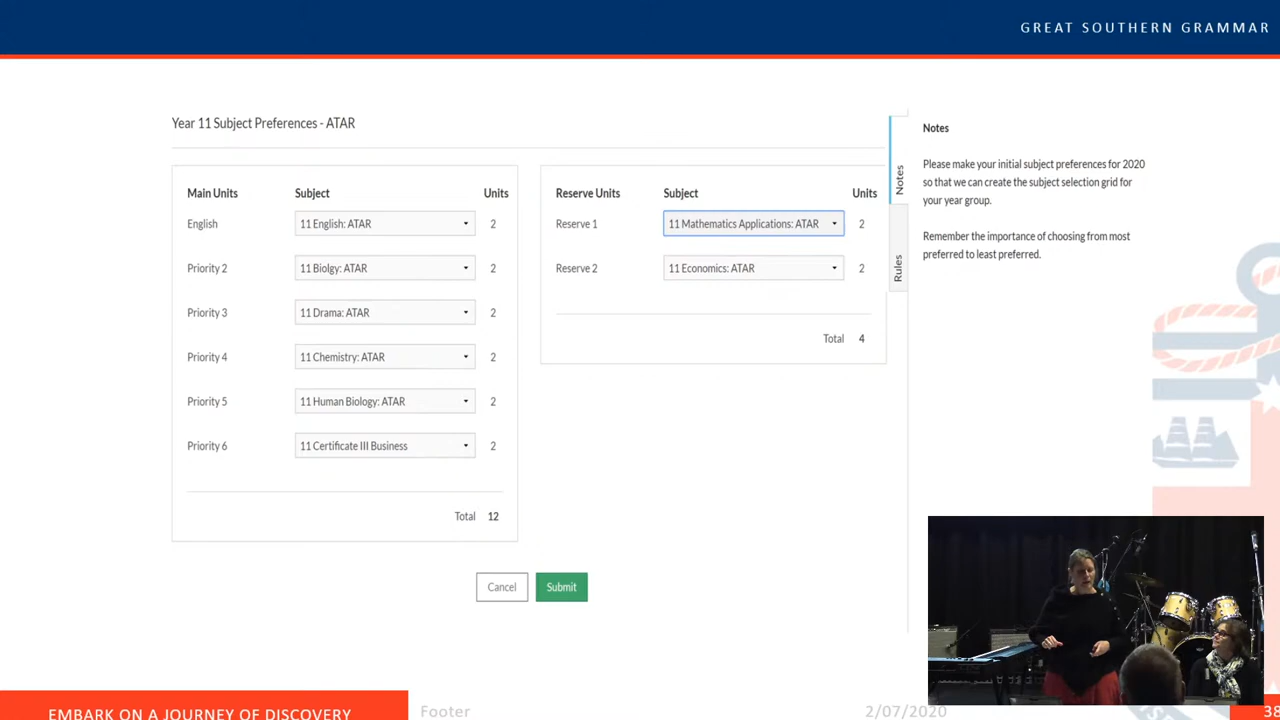 GREAT SOUTHERN GRAMMAR
Year 11 Subject Preferences - ATAR
Main Units Subject Units
English 11 English: ATAR 2
Priority 2 11 Biolgy: ATAR 2
Priority 3 11 Drama: ATAR 2
Priority 4 11 Chemistry: ATAR 2
Priority 5 11 Human Biology: ATAR 2
Priority 6 11 Certificate III Business 2
Total 12
Reserve Units Subject Units
Reserve 1 11 Mathematics Applications: ATAR 2
Reserve 2 11 Economics: ATAR 2
Total 4
Cancel Submit
Notes
Rules
Notes
Please make your initial subject preferences for 2020
so that we can create the subject selection grid for
your year group.
Remember the importance of choosing from most
preferred to least preferred.
EMBARK ON A JOURNEY OF DISCOVERY Footer 2/07/2020 38